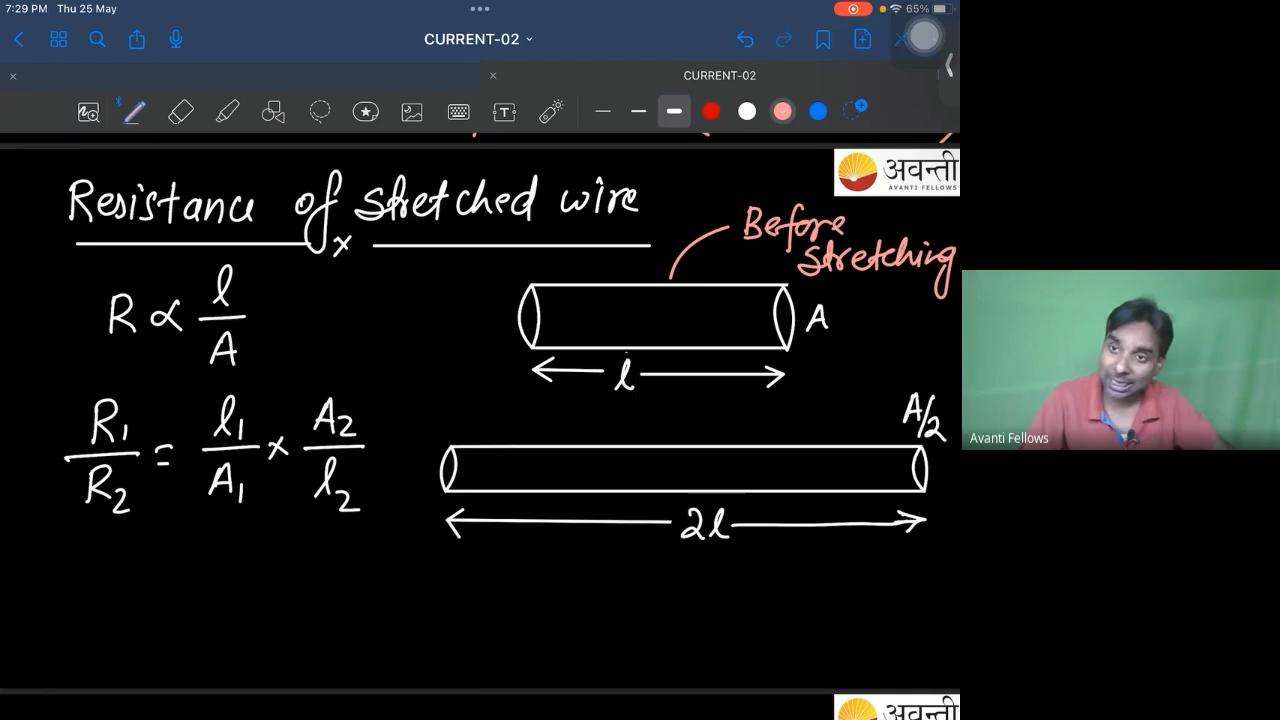 7:29 PM Thu 25 May
65%
CURRENT-02
CURRENT-02
अवन्ती
AVANTI FELLOWS
Resistance of stretched wire
Before
stretching
R ∝ l/A
A
l
R1/R2 = l1/A1 × A2/l2
A/2
2l
Avanti Fellows
अवन्ती